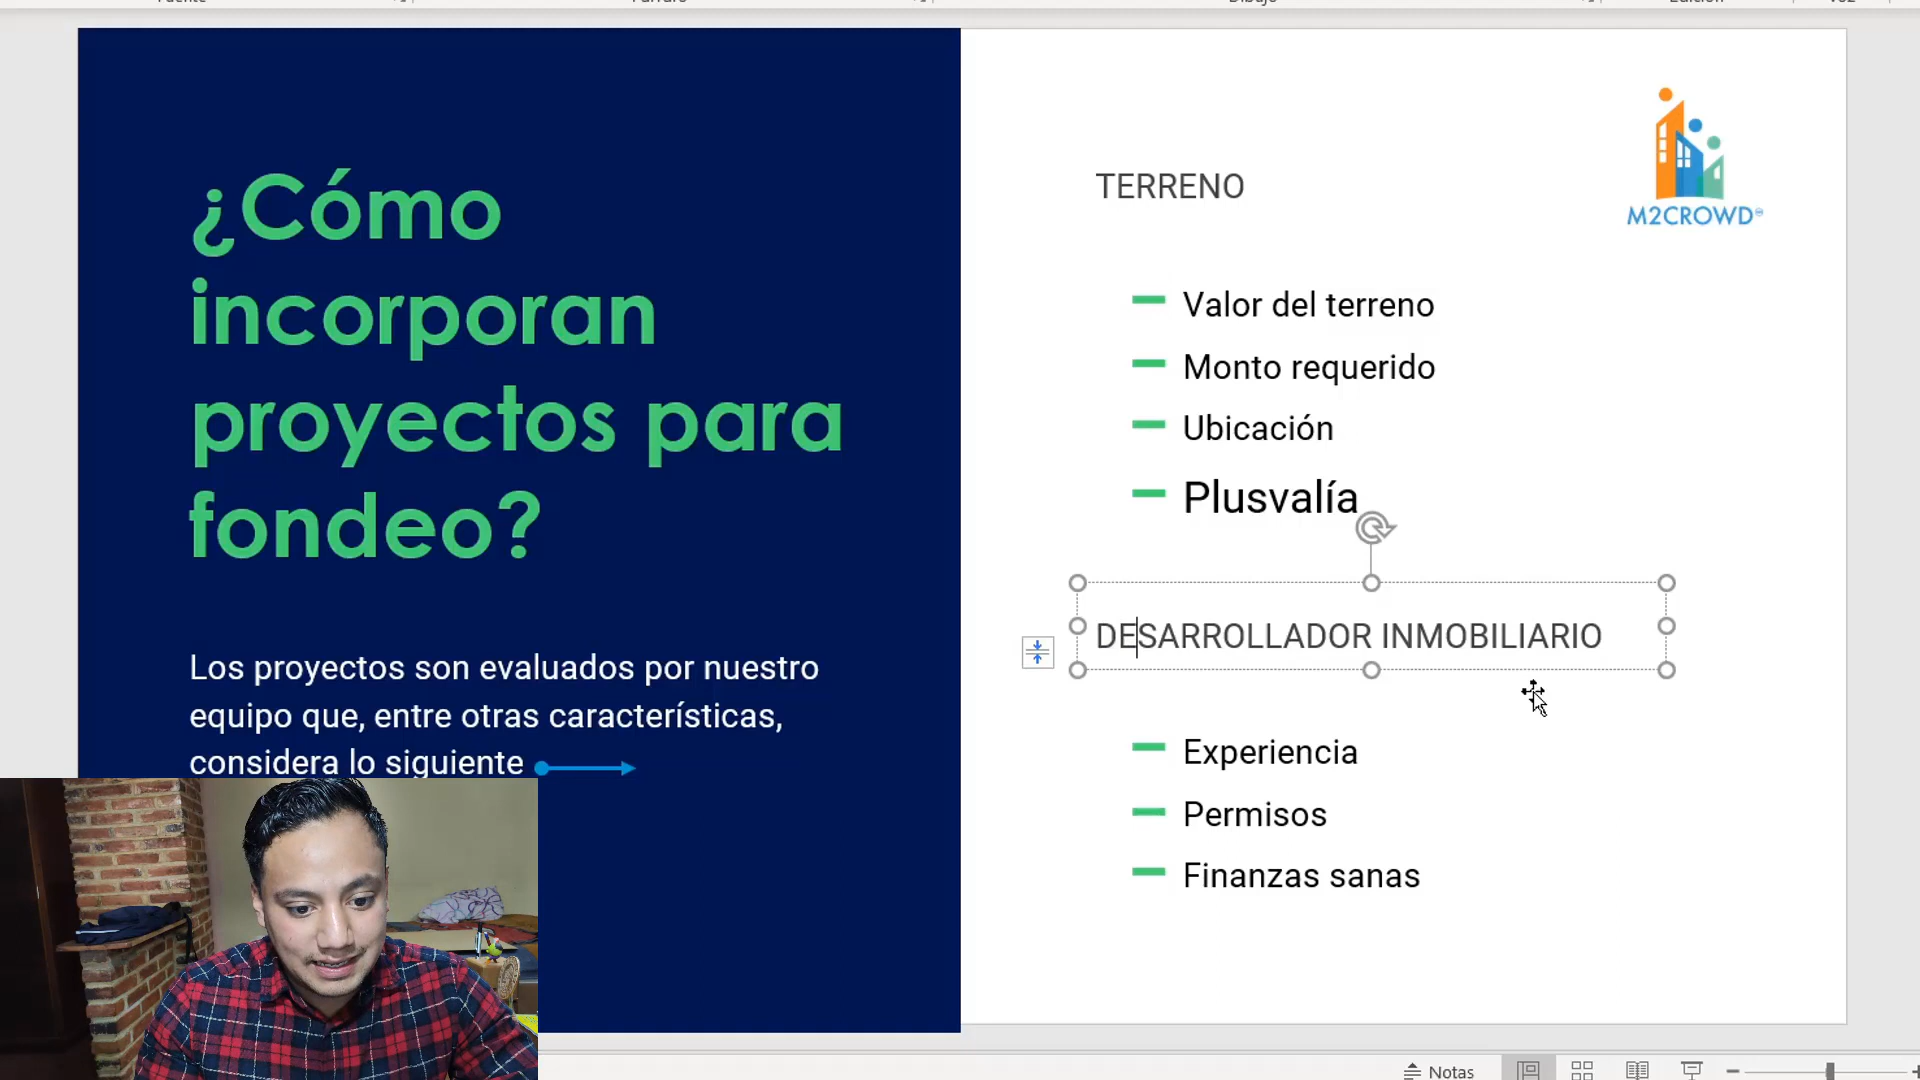 ¿Cómo
incorporan
proyectos para
fondeo?
Los proyectos son evaluados por nuestro
equipo que, entre otras características,
considera lo siguiente
TERRENO
M2CROWD
Valor del terreno
Monto requerido
Ubicación
Plusvalía
DESARROLLADOR INMOBILIARIO
Experiencia
Permisos
Finanzas sanas
Notas